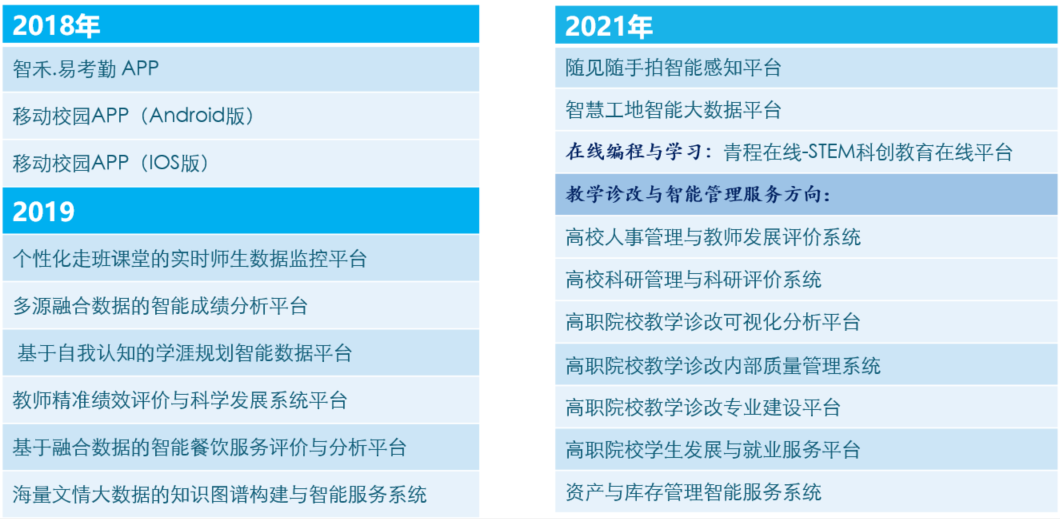 2018年
智禾.易考勤 APP
移动校园APP（Android版）
移动校园APP（IOS版）
2019
个性化走班课堂的实时师生数据监控平台
多源融合数据的智能成绩分析平台
基于自我认知的学涯规划智能数据平台
教师精准绩效评价与科学发展系统平台
基于融合数据的智能餐饮服务评价与分析平台
海量文情大数据的知识图谱构建与智能服务系统
2021年
随见随手拍智能感知平台
智慧工地智能大数据平台
在线编程与学习：青程在线-STEM科创教育在线平台
教学诊改与智能管理服务方向：
高校人事管理与教师发展评价系统
高校科研管理与科研评价系统
高职院校教学诊改可视化分析平台
高职院校教学诊改内部质量管理系统
高职院校教学诊改专业建设平台
高职院校学生发展与就业服务平台
资产与库存管理智能服务系统